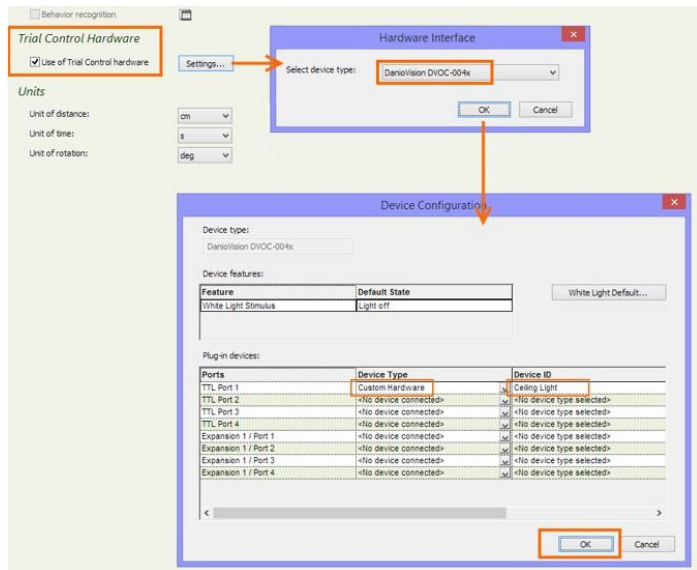 Behavior recognition
Trial Control Hardware
Use of Trial Control hardware
Settings...
Units
Unit of distance:
cm
Unit of time:
s
Unit of rotation:
deg
Hardware Interface
Select device type:
DanioVision DVOC-004x
OK
Cancel
Device Configuration
Device type:
DanioVision DVOC-004x
Device features:
Feature Default State
White Light Stimulus Light off
White Light Default...
Plug-in devices:
Ports Device Type Device ID
TTL Port 1 Custom Hardware Ceiling Light
TTL Port 2 <No device connected> <No device type selected>
TTL Port 3 <No device connected> <No device type selected>
TTL Port 4 <No device connected> <No device type selected>
Expansion 1 / Port 1 <No device connected> <No device type selected>
Expansion 1 / Port 2 <No device connected> <No device type selected>
Expansion 1 / Port 3 <No device connected> <No device type selected>
Expansion 1 / Port 4 <No device connected> <No device type selected>
OK
Cancel